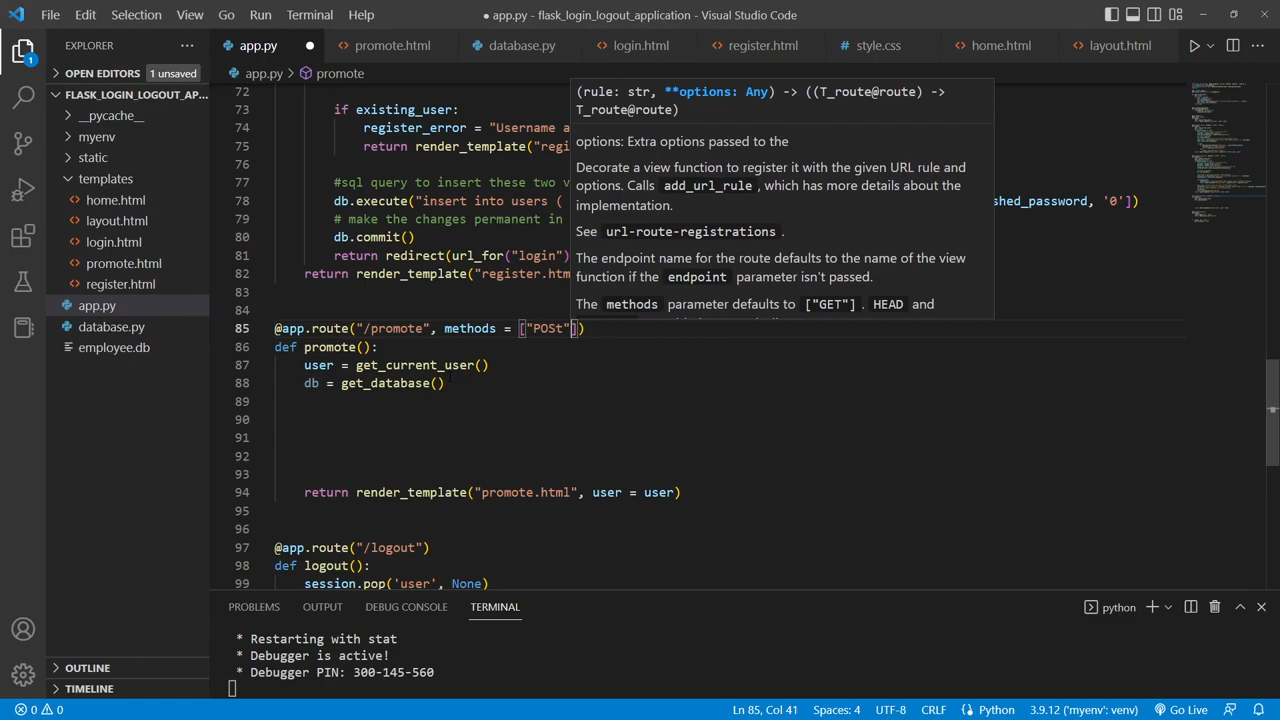 File Edit Selection View Go Run Terminal Help
● app.py - flask_login_logout_application - Visual Studio Code
EXPLORER
app.py promote.html database.py login.html register.html style.css home.html layout.html
OPEN EDITORS 1 unsaved
FLASK_LOGIN_LOGOUT_AP...
__pycache__
myenv
static
templates
home.html
layout.html
login.html
promote.html
register.html
app.py
database.py
employee.db
OUTLINE
TIMELINE
app.py > promote
72
73 if existing_user:
74 register_error = "Username a
75 return render_template("regi
76
77 #sql query to insert these two v
78 db.execute("insert into users ( shed_password, '0'])
79 # make the changes permanent in
80 db.commit()
81 return redirect(url_for("login")
82 return render_template("register.htm
83
84
85 @app.route("/promote", methods = ["POSt"])
86 def promote():
87 user = get_current_user()
88 db = get_database()
89
90
91
92
93
94 return render_template("promote.html", user = user)
95
96
97 @app.route("/logout")
98 def logout():
99 session.pop('user', None)
(rule: str, **options: Any) -> ((T_route@route) ->
T_route@route)
options: Extra options passed to the
Decorate a view function to register it with the given URL rule and
options. Calls add_url_rule, which has more details about the
implementation.
See url-route-registrations.
The endpoint name for the route defaults to the name of the view
function if the endpoint parameter isn't passed.
The methods parameter defaults to ["GET"]. HEAD and
PROBLEMS OUTPUT DEBUG CONSOLE TERMINAL
python
* Restarting with stat
* Debugger is active!
* Debugger PIN: 300-145-560
0 0 Ln 85, Col 41 Spaces: 4 UTF-8 CRLF Python 3.9.12 ('myenv': venv) Go Live